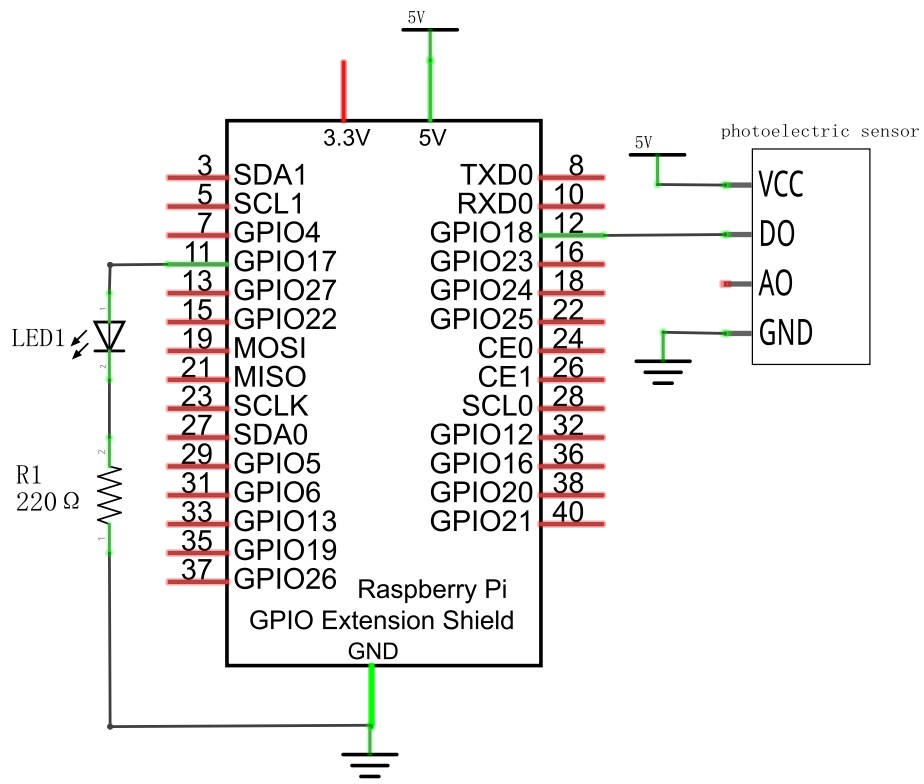 5V
3.3V 5V
photoelectric sensor
5V
VCC
DO
AO
GND
3 SDA1 TXD0 8
5 SCL1 RXD0 10
7 GPIO4 GPIO18 12
11 GPIO17 GPIO23 16
13 GPIO27 GPIO24 18
15 GPIO22 GPIO25 22
19 MOSI CE0 24
21 MISO CE1 26
23 SCLK SCL0 28
27 SDA0 GPIO12 32
29 GPIO5 GPIO16 36
31 GPIO6 GPIO20 38
33 GPIO13 GPIO21 40
35 GPIO19
37 GPIO26
Raspberry Pi
GPIO Extension Shield
GND
1
LED1
2
2
R1
220Ω
1